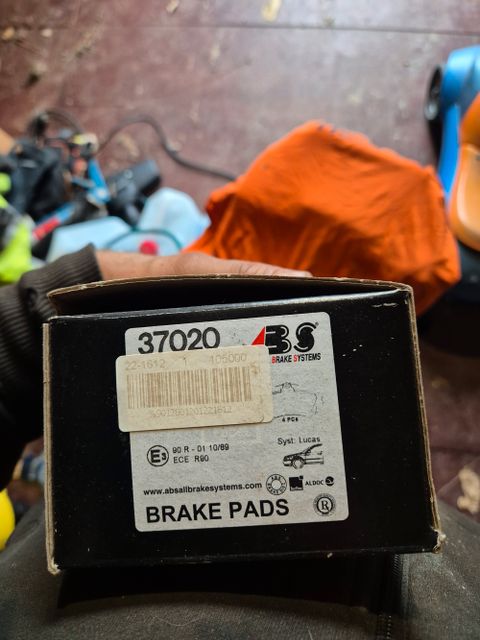 37020
ABS
BRAKE SYSTEMS
22-1612 1 105000
4 PCS
Syst: Lucas
E3
90 R - 01 10/89
ECE R90
www.absallbrakesystems.com
ALDOC
BRAKE PADS
R